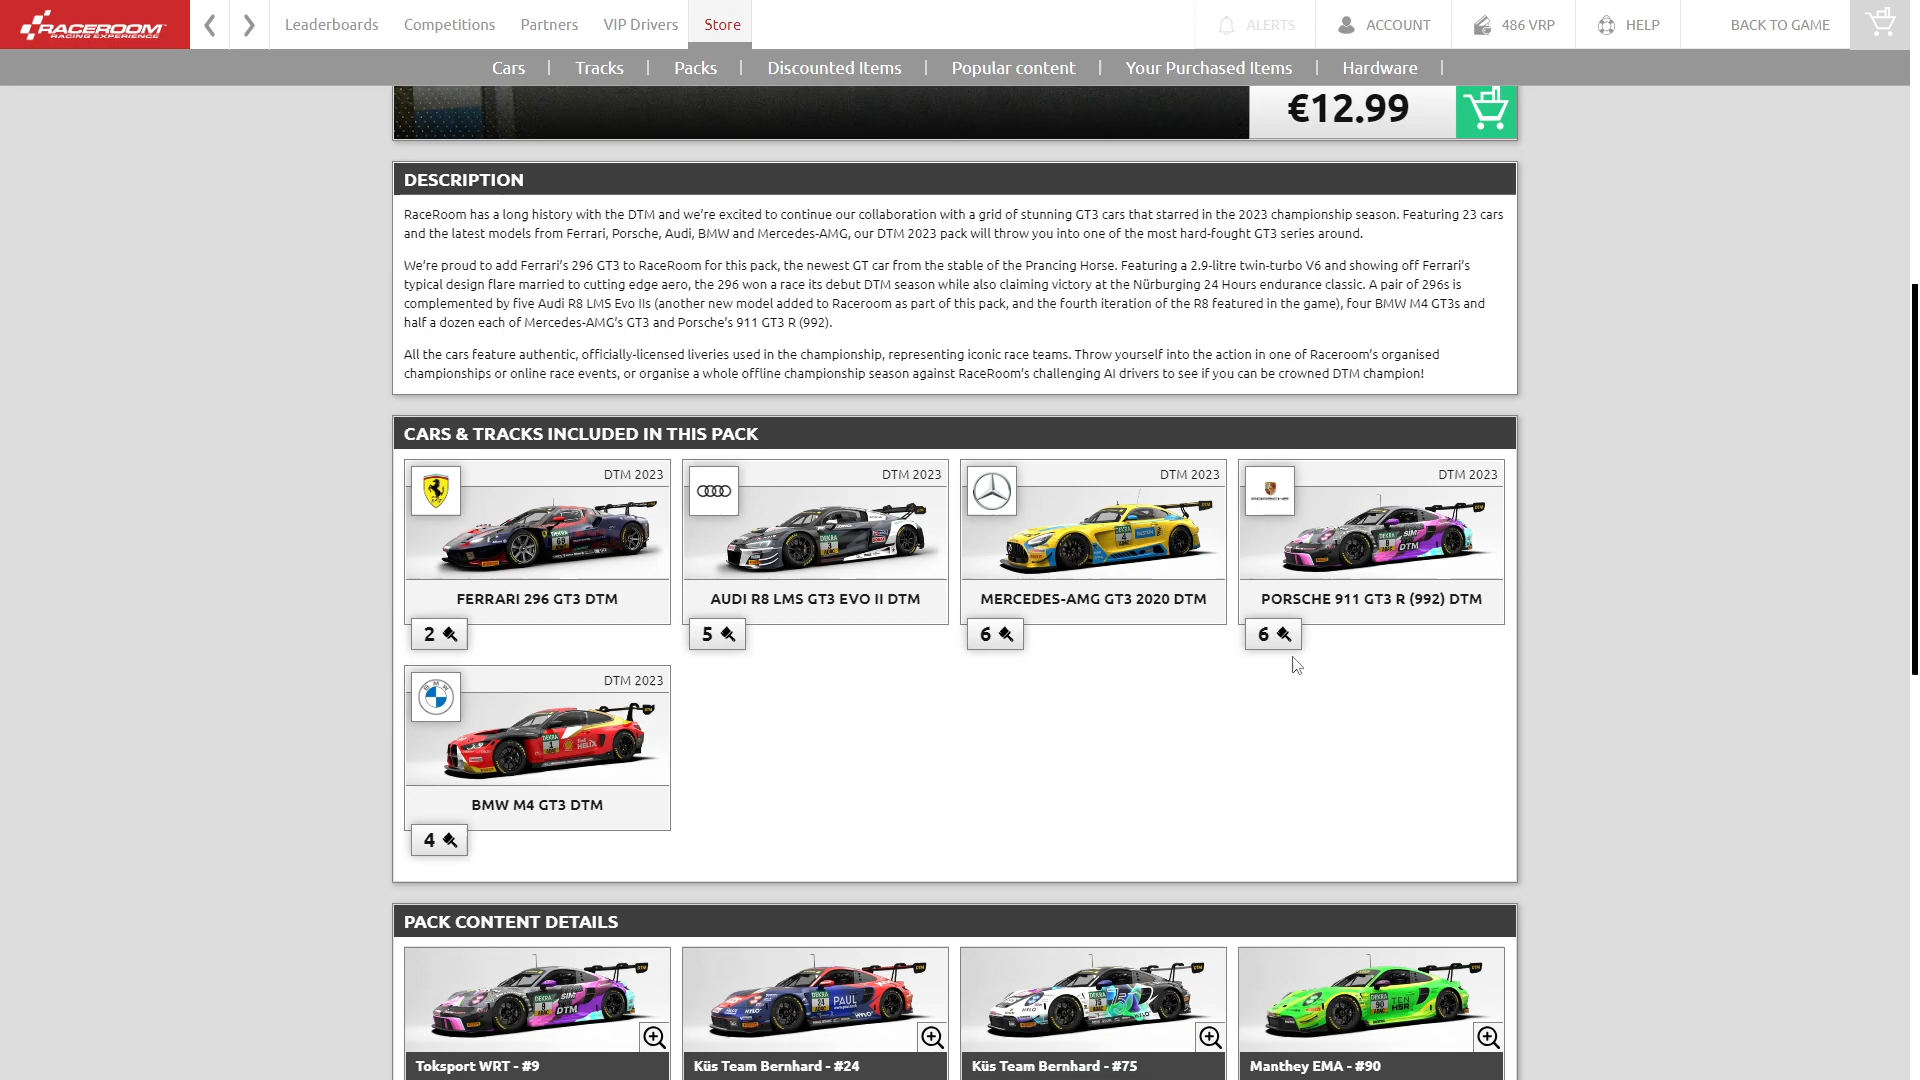 RACEROOM
RACING EXPERIENCE
Leaderboards
Competitions
Partners
VIP Drivers
Store
ALERTS
ACCOUNT
486 VRP
HELP
BACK TO GAME
Cars | Tracks | Packs | Discounted Items | Popular content | Your Purchased Items | Hardware |
€12.99
DESCRIPTION
RaceRoom has a long history with the DTM and we're excited to continue our collaboration with a grid of stunning GT3 cars that starred in the 2023 championship season. Featuring 23 cars
and the latest models from Ferrari, Porsche, Audi, BMW and Mercedes-AMG, our DTM 2023 pack will throw you into one of the most hard-fought GT3 series around.
We're proud to add Ferrari's 296 GT3 to RaceRoom for this pack, the newest GT car from the stable of the Prancing Horse. Featuring a 2.9-litre twin-turbo V6 and showing off Ferrari's
typical design flare married to cutting edge aero, the 296 won a race its debut DTM season while also claiming victory at the Nürburging 24 Hours endurance classic. A pair of 296s is
complemented by five Audi R8 LMS Evo IIs (another new model added to Raceroom as part of this pack, and the fourth iteration of the R8 featured in the game), four BMW M4 GT3s and
half a dozen each of Mercedes-AMG's GT3 and Porsche's 911 GT3 R (992).
All the cars feature authentic, officially-licensed liveries used in the championship, representing iconic race teams. Throw yourself into the action in one of Raceroom's organised
championships or online race events, or organise a whole offline championship season against RaceRoom's challenging AI drivers to see if you can be crowned DTM champion!
CARS & TRACKS INCLUDED IN THIS PACK
DTM 2023
FERRARI 296 GT3 DTM
2
DTM 2023
AUDI R8 LMS GT3 EVO II DTM
5
DTM 2023
MERCEDES-AMG GT3 2020 DTM
6
DTM 2023
PORSCHE 911 GT3 R (992) DTM
6
DTM 2023
BMW M4 GT3 DTM
4
PACK CONTENT DETAILS
Toksport WRT - #9
Küs Team Bernhard - #24
Küs Team Bernhard - #75
Manthey EMA - #90